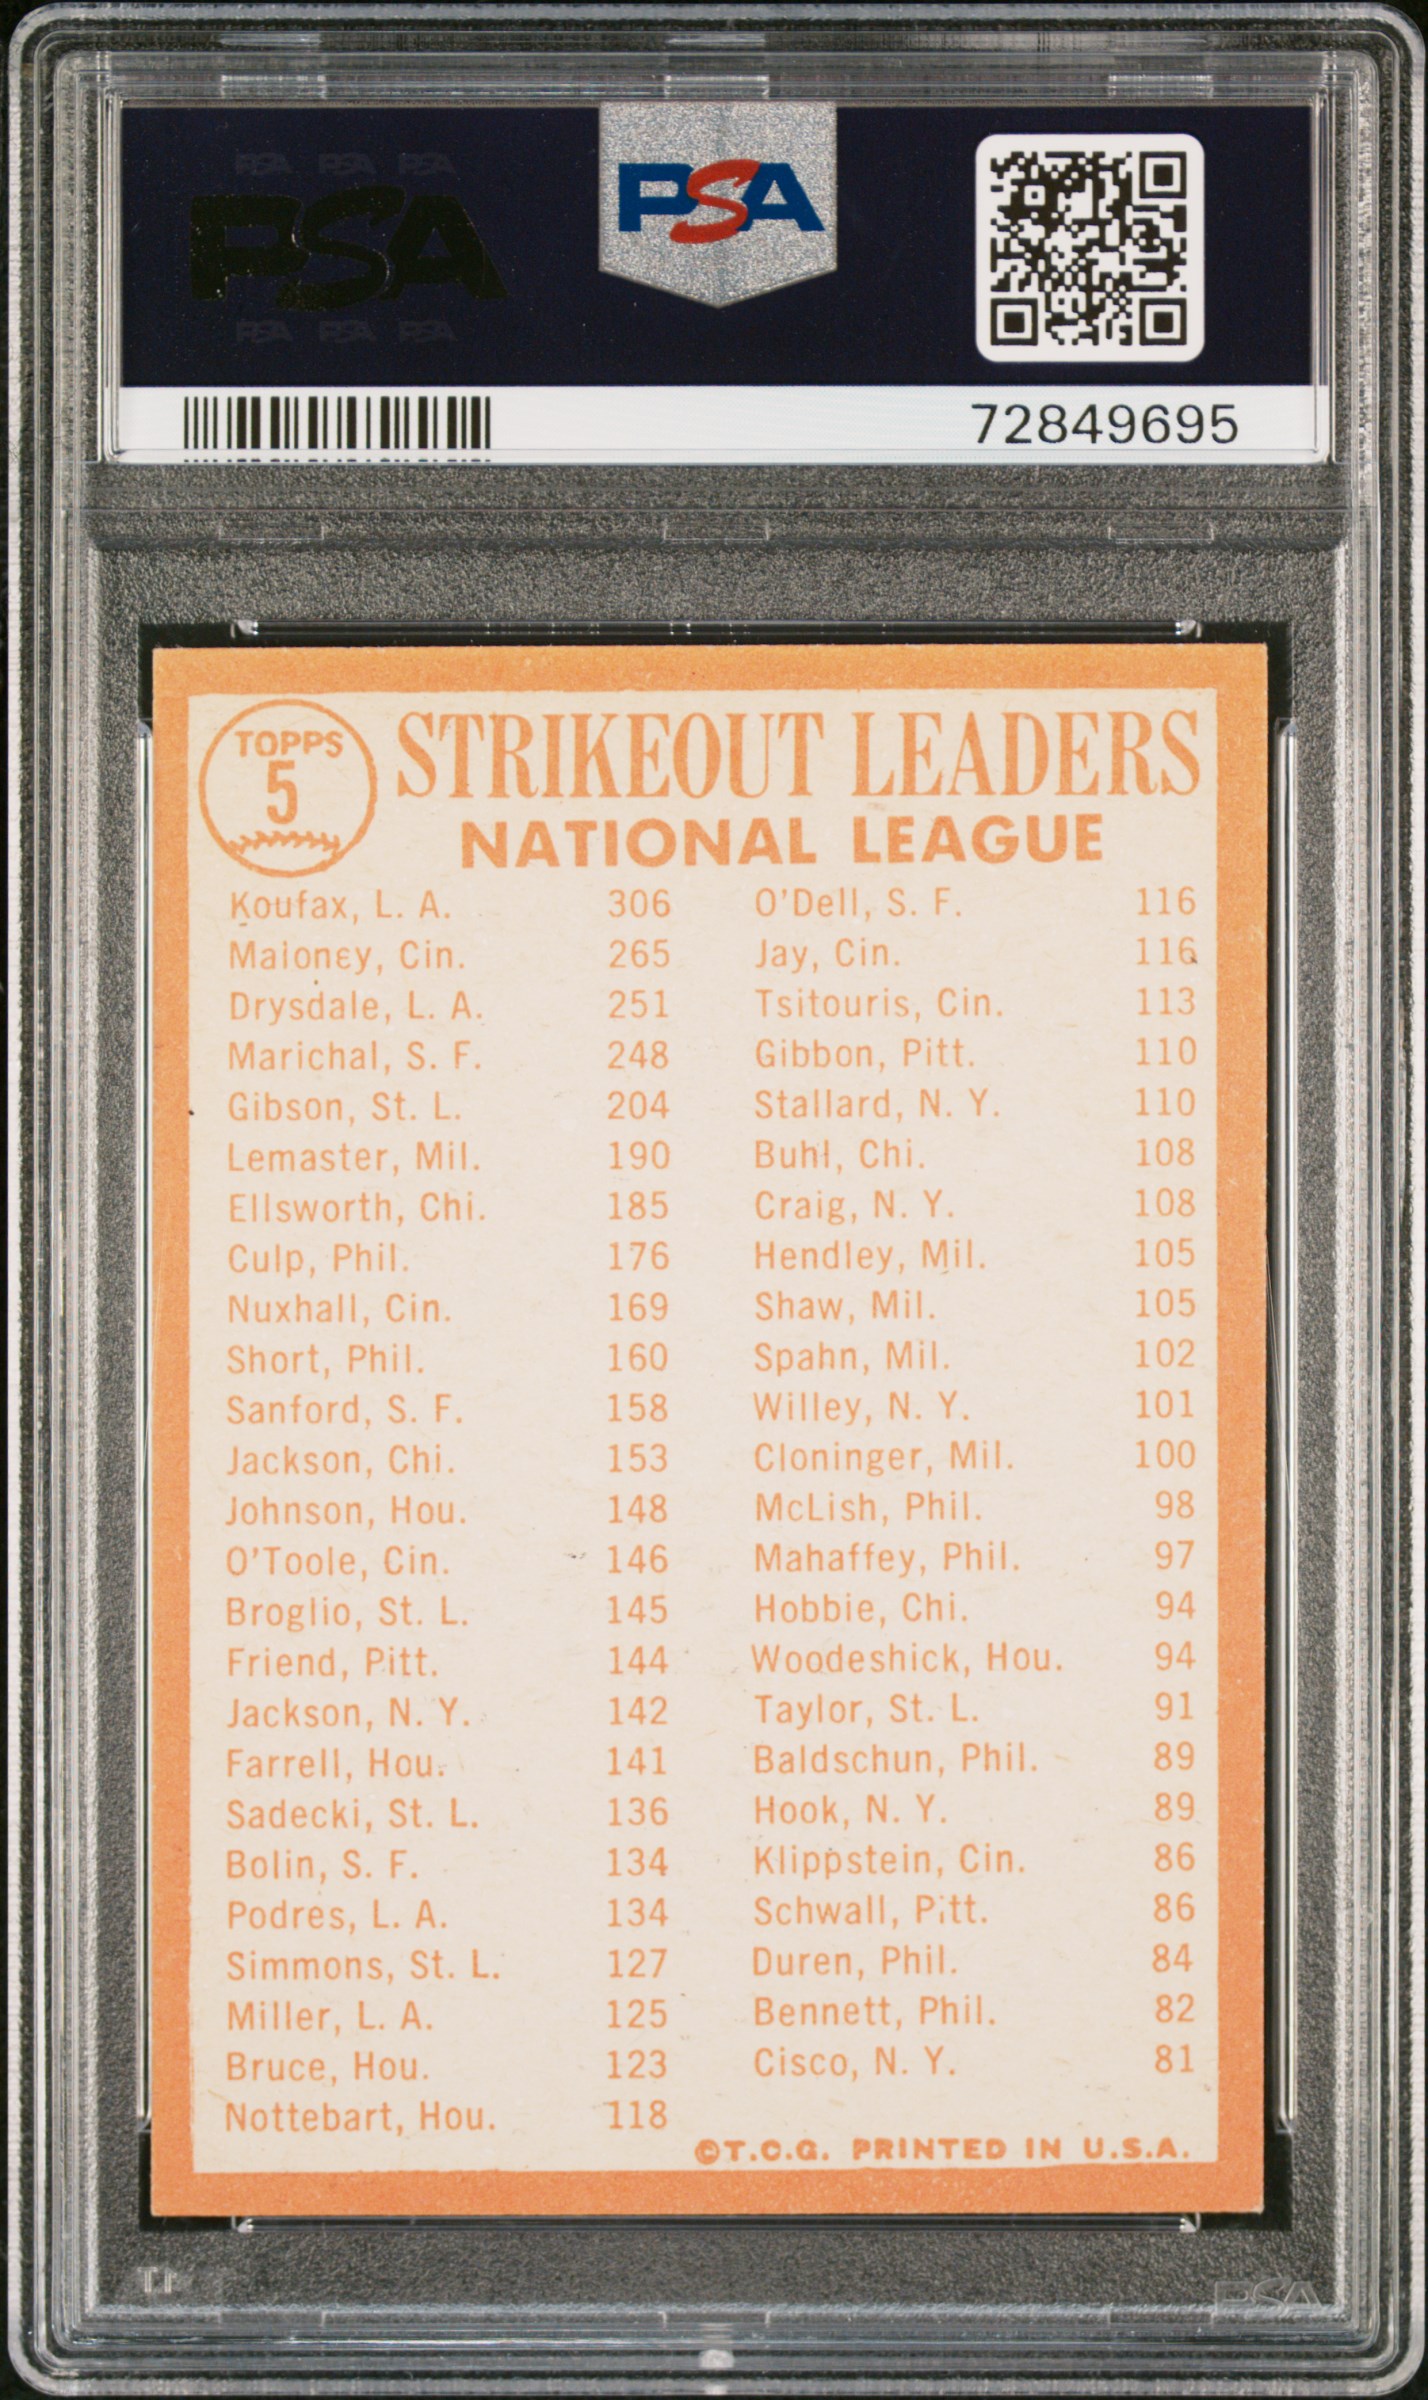 PSA PSA PSA
PSA
PSA PSA PSA
PSA
72849695
TOPPS
5
STRIKEOUT LEADERS
NATIONAL LEAGUE
Koufax, L. A. 306
Maloney, Cin. 265
Drysdale, L. A. 251
Marichal, S. F. 248
Gibson, St. L. 204
Lemaster, Mil. 190
Ellsworth, Chi. 185
Culp, Phil. 176
Nuxhall, Cin. 169
Short, Phil. 160
Sanford, S. F. 158
Jackson, Chi. 153
Johnson, Hou. 148
O'Toole, Cin. 146
Broglio, St. L. 145
Friend, Pitt. 144
Jackson, N. Y. 142
Farrell, Hou. 141
Sadecki, St. L. 136
Bolin, S. F. 134
Podres, L. A. 134
Simmons, St. L. 127
Miller, L. A. 125
Bruce, Hou. 123
Nottebart, Hou. 118
O'Dell, S. F. 116
Jay, Cin. 116
Tsitouris, Cin. 113
Gibbon, Pitt. 110
Stallard, N. Y. 110
Buhl, Chi. 108
Craig, N. Y. 108
Hendley, Mil. 105
Shaw, Mil. 105
Spahn, Mil. 102
Willey, N. Y. 101
Cloninger, Mil. 100
McLish, Phil. 98
Mahaffey, Phil. 97
Hobbie, Chi. 94
Woodeshick, Hou. 94
Taylor, St. L. 91
Baldschun, Phil. 89
Hook, N. Y. 89
Klippstein, Cin. 86
Schwall, Pitt. 86
Duren, Phil. 84
Bennett, Phil. 82
Cisco, N. Y. 81
©T.C.G. PRINTED IN U.S.A.
PSA